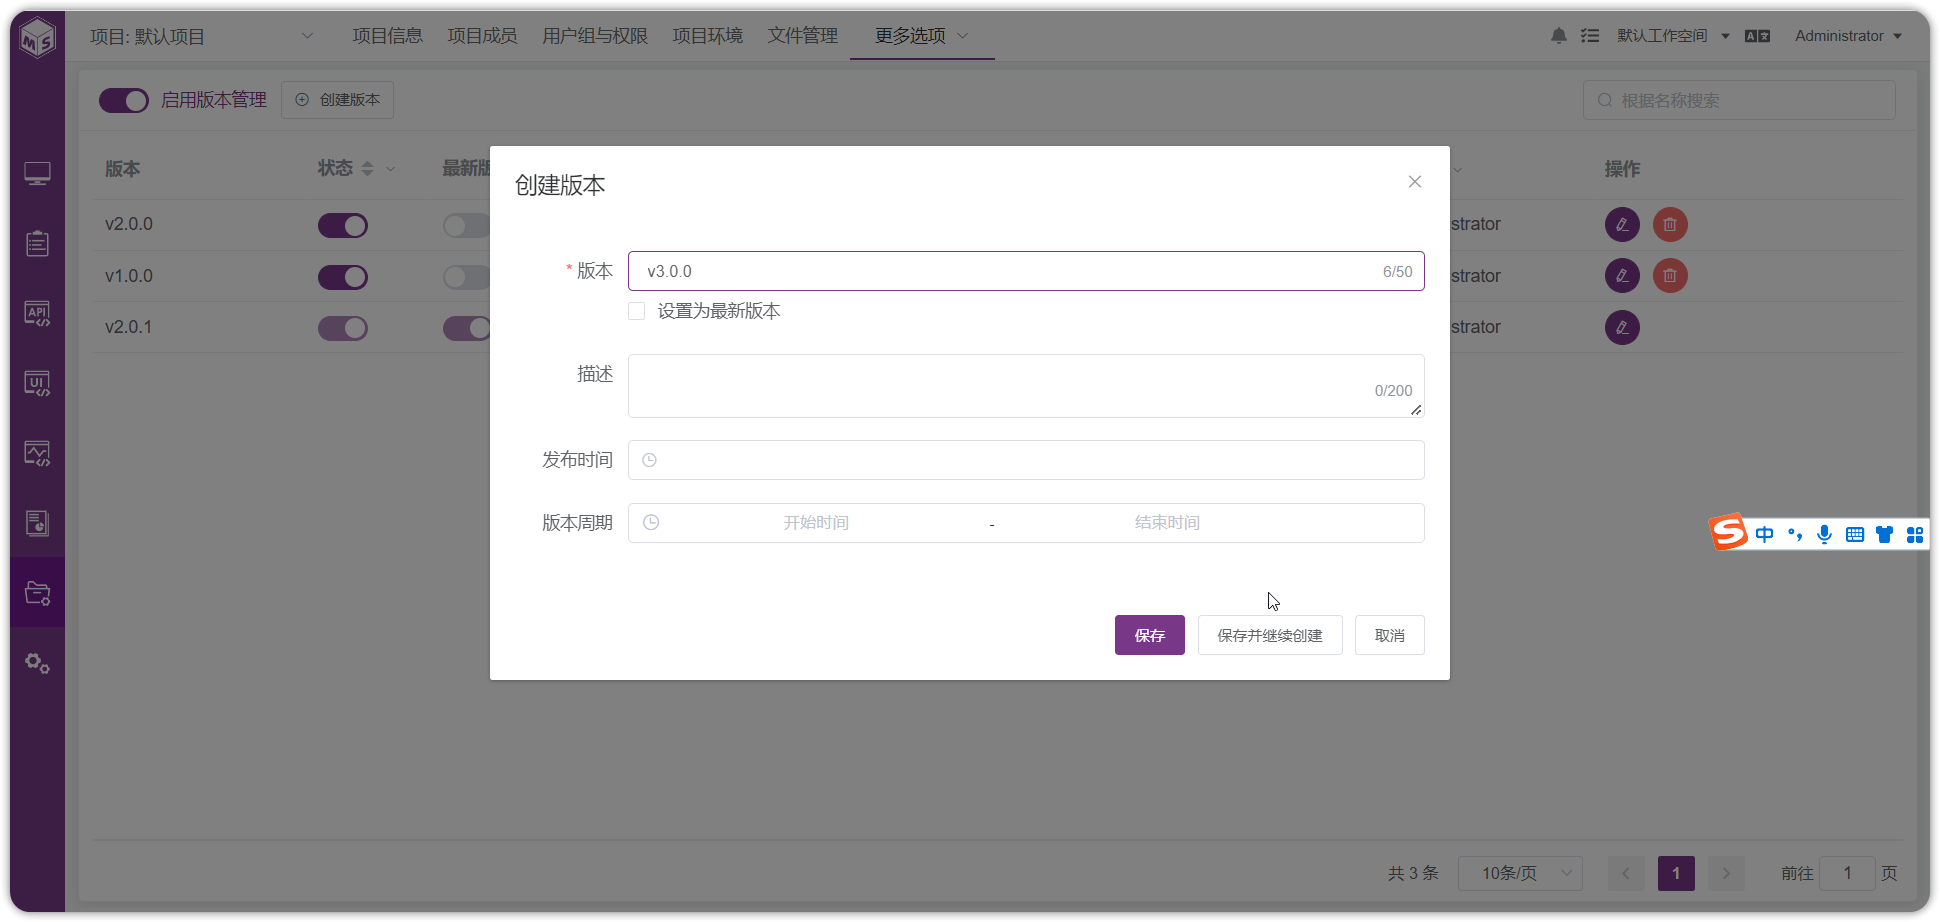 项目: 默认项目
项目信息 项目成员 用户组与权限 项目环境 文件管理 更多选项
默认工作空间 Administrator
启用版本管理 创建版本 根据名称搜索
版本 状态 最新版 操作
v2.0.0 strator
v1.0.0 strator
v2.0.1 strator
创建版本
* 版本 v3.0.0 6/50
设置为最新版本
描述 0/200
发布时间
版本周期 开始时间 - 结束时间
保存 保存并继续创建 取消
API
UI
MS
S 中
共 3 条 10条/页 1 前往 1 页